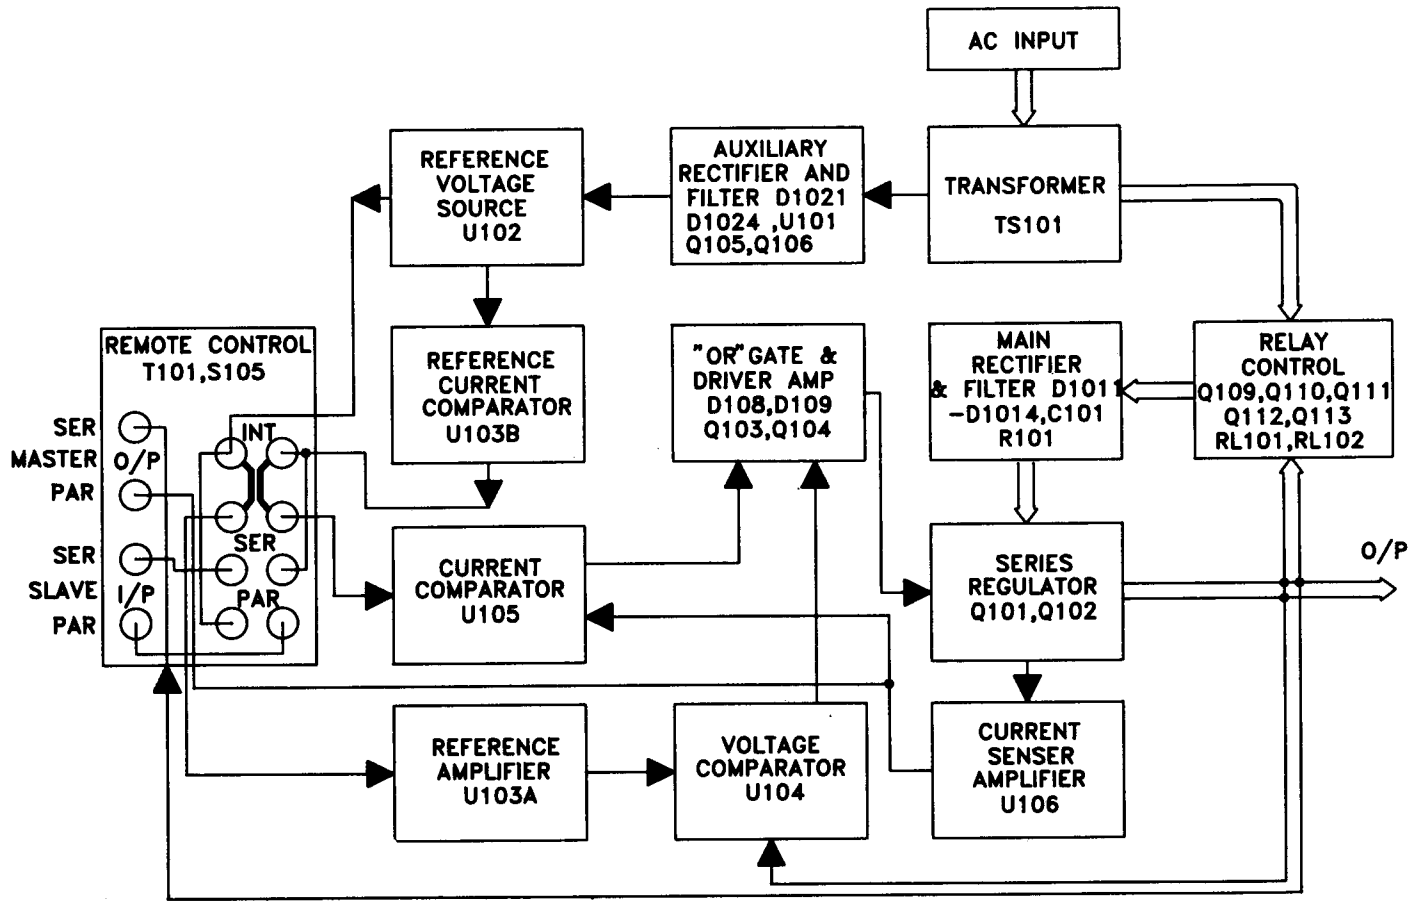 AC INPUT
TRANSFORMER
TS101
AUXILIARY
RECTIFIER AND
FILTER D1021
D1024 ,U101
Q105,Q106
REFERENCE
VOLTAGE
SOURCE
U102
REMOTE CONTROL
T101,S105
SER
MASTER O/P
PAR
SER
SLAVE I/P
PAR
INT
SER
PAR
REFERENCE
CURRENT
COMPARATOR
U103B
"OR"GATE &
DRIVER AMP
D108,D109
Q103,Q104
MAIN
RECTIFIER
& FILTER D1011
-D1014,C101
R101
RELAY
CONTROL
Q109,Q110,Q111
Q112,Q113
RL101,RL102
CURRENT
COMPARATOR
U105
SERIES
REGULATOR
Q101,Q102
O/P
REFERENCE
AMPLIFIER
U103A
VOLTAGE
COMPARATOR
U104
CURRENT
SENSER
AMPLIFIER
U106